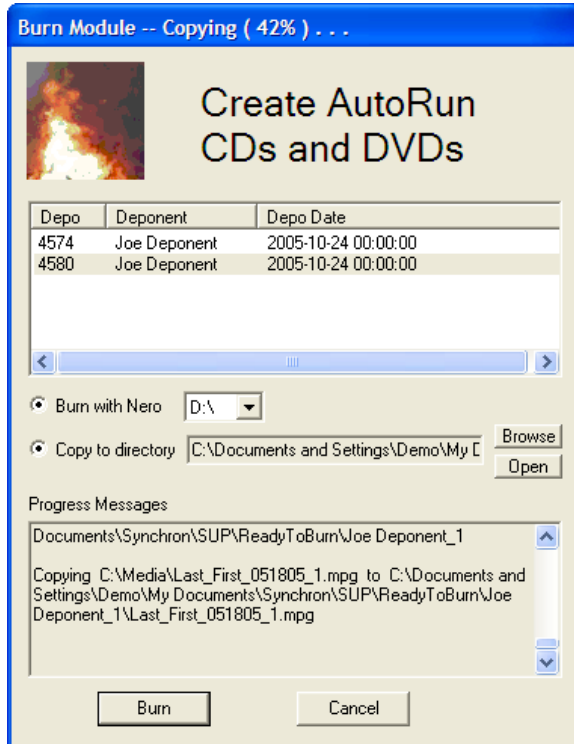 Burn Module -- Copying ( 42% ) . . .
Create AutoRun
CDs and DVDs
Depo Deponent Depo Date
4574 Joe Deponent 2005-10-24 00:00:00
4580 Joe Deponent 2005-10-24 00:00:00
Burn with Nero D:\
Copy to directory C:\Documents and Settings\Demo\My D
Browse
Open
Progress Messages
Documents\Synchron\SUP\ReadyToBurn\Joe Deponent_1
Copying C:\Media\Last_First_051805_1.mpg to C:\Documents and
Settings\Demo\My Documents\Synchron\SUP\ReadyToBurn\Joe
Deponent_1\Last_First_051805_1.mpg
Burn Cancel